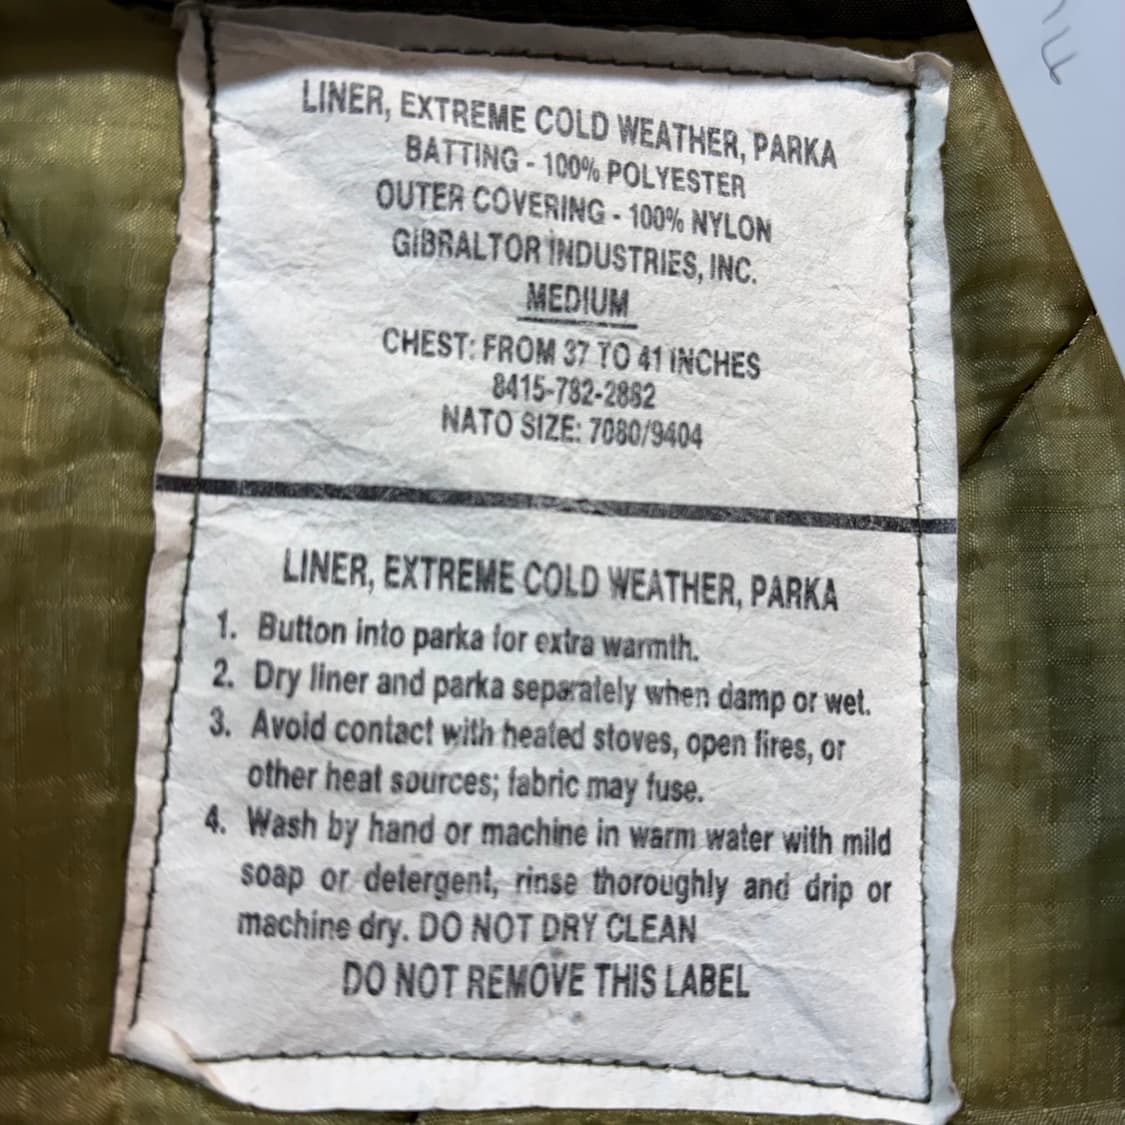 LINER, EXTREME COLD WEATHER, PARKA
BATTING - 100% POLYESTER
OUTER COVERING - 100% NYLON
GIBRALTOR INDUSTRIES, INC.
MEDIUM
CHEST: FROM 37 TO 41 INCHES
8415-782-2882
NATO SIZE: 7080/9404
LINER, EXTREME COLD WEATHER, PARKA
1. Button into parka for extra warmth.
2. Dry liner and parka separately when damp or wet.
3. Avoid contact with heated stoves, open fires, or
other heat sources; fabric may fuse.
4. Wash by hand or machine in warm water with mild
soap or detergent, rinse thoroughly and drip or
machine dry. DO NOT DRY CLEAN
DO NOT REMOVE THIS LABEL